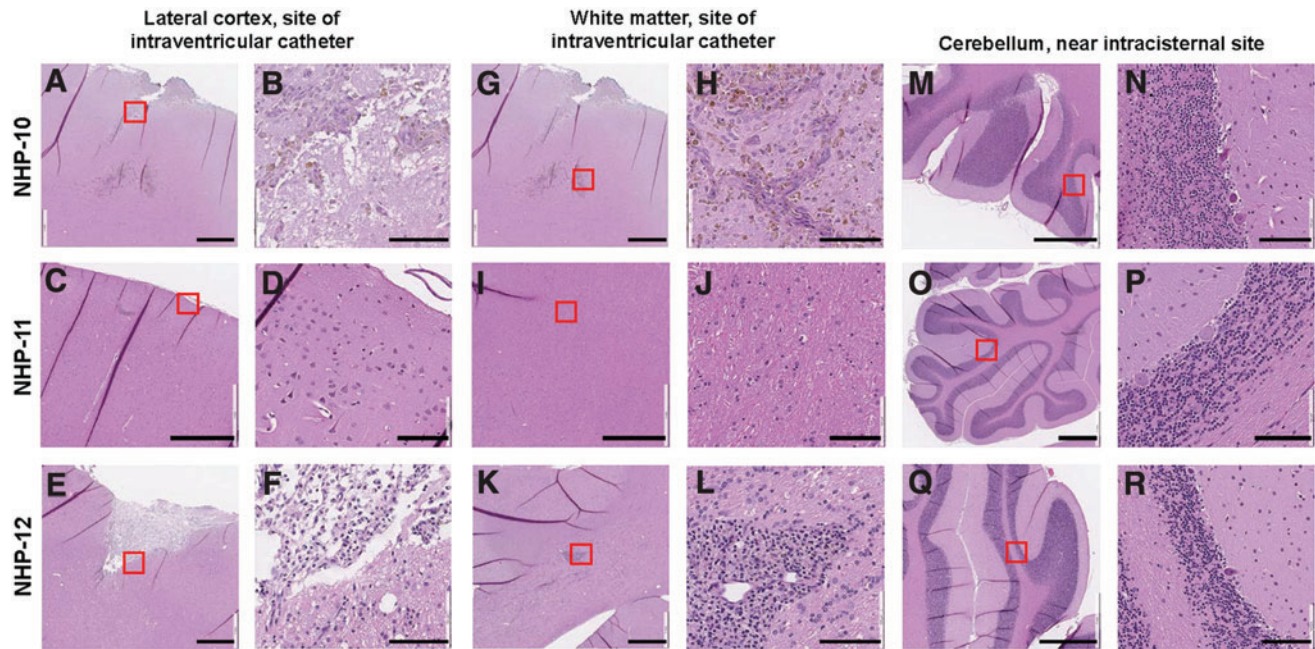 Lateral cortex, site of
intraventricular catheter
White matter, site of
intraventricular catheter
Cerebellum, near intracisternal site
NHP-10
A
B
G
H
M
N
NHP-11
C
D
I
J
O
P
NHP-12
E
F
K
L
Q
R